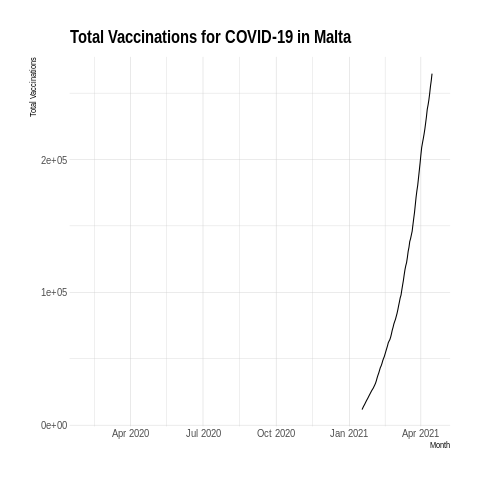 Total Vaccinations for COVID-19 in Malta
Total Vaccinations
2e+05
1e+05
0e+00
Apr 2020 Jul 2020 Oct 2020 Jan 2021 Apr 2021
Month